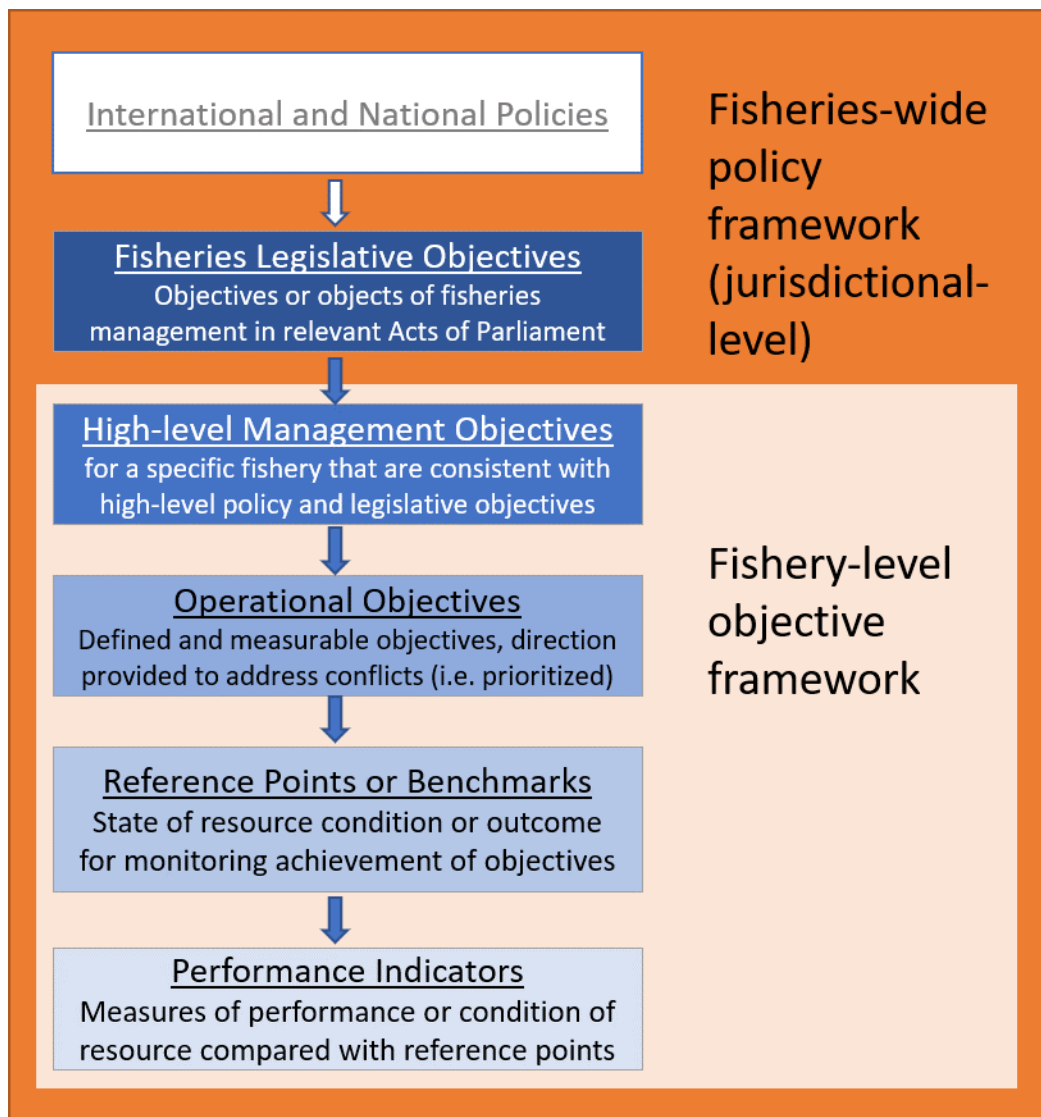 International and National Policies
Fisheries-wide
policy
framework
(jurisdictional-
level)
Fisheries Legislative Objectives
Objectives or objects of fisheries
management in relevant Acts of Parliament
High-level Management Objectives
for a specific fishery that are consistent with
high-level policy and legislative objectives
Fishery-level
objective
framework
Operational Objectives
Defined and measurable objectives, direction
provided to address conflicts (i.e. prioritized)
Reference Points or Benchmarks
State of resource condition or outcome
for monitoring achievement of objectives
Performance Indicators
Measures of performance or condition of
resource compared with reference points